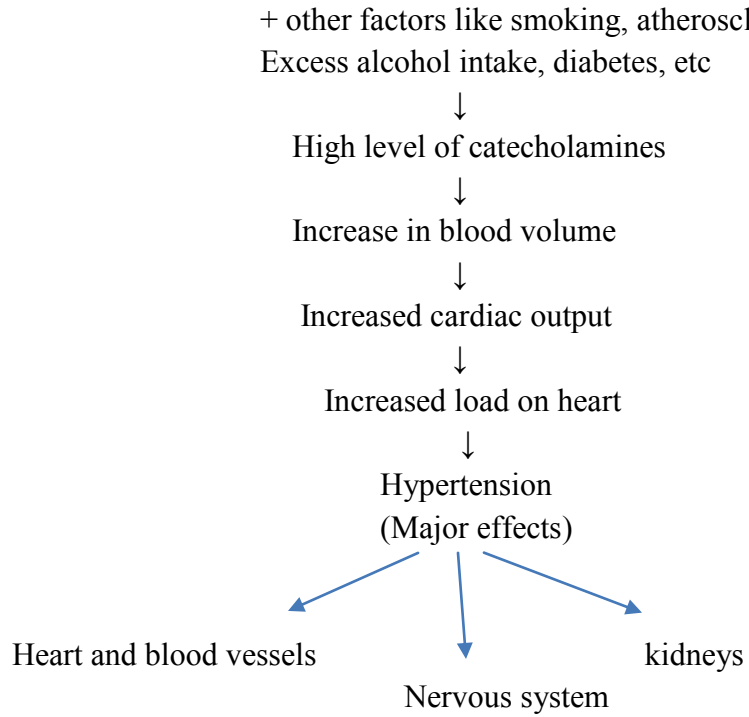 + other factors like smoking,
Excess alcohol intake, diabetes, etc
↓
High level of catecholamines
↓
Increase in blood volume
↓
Increased cardiac output
↓
Increased load on heart
↓
Hypertension
(Major effects)
Heart and blood vessels
kidneys
Nervous system